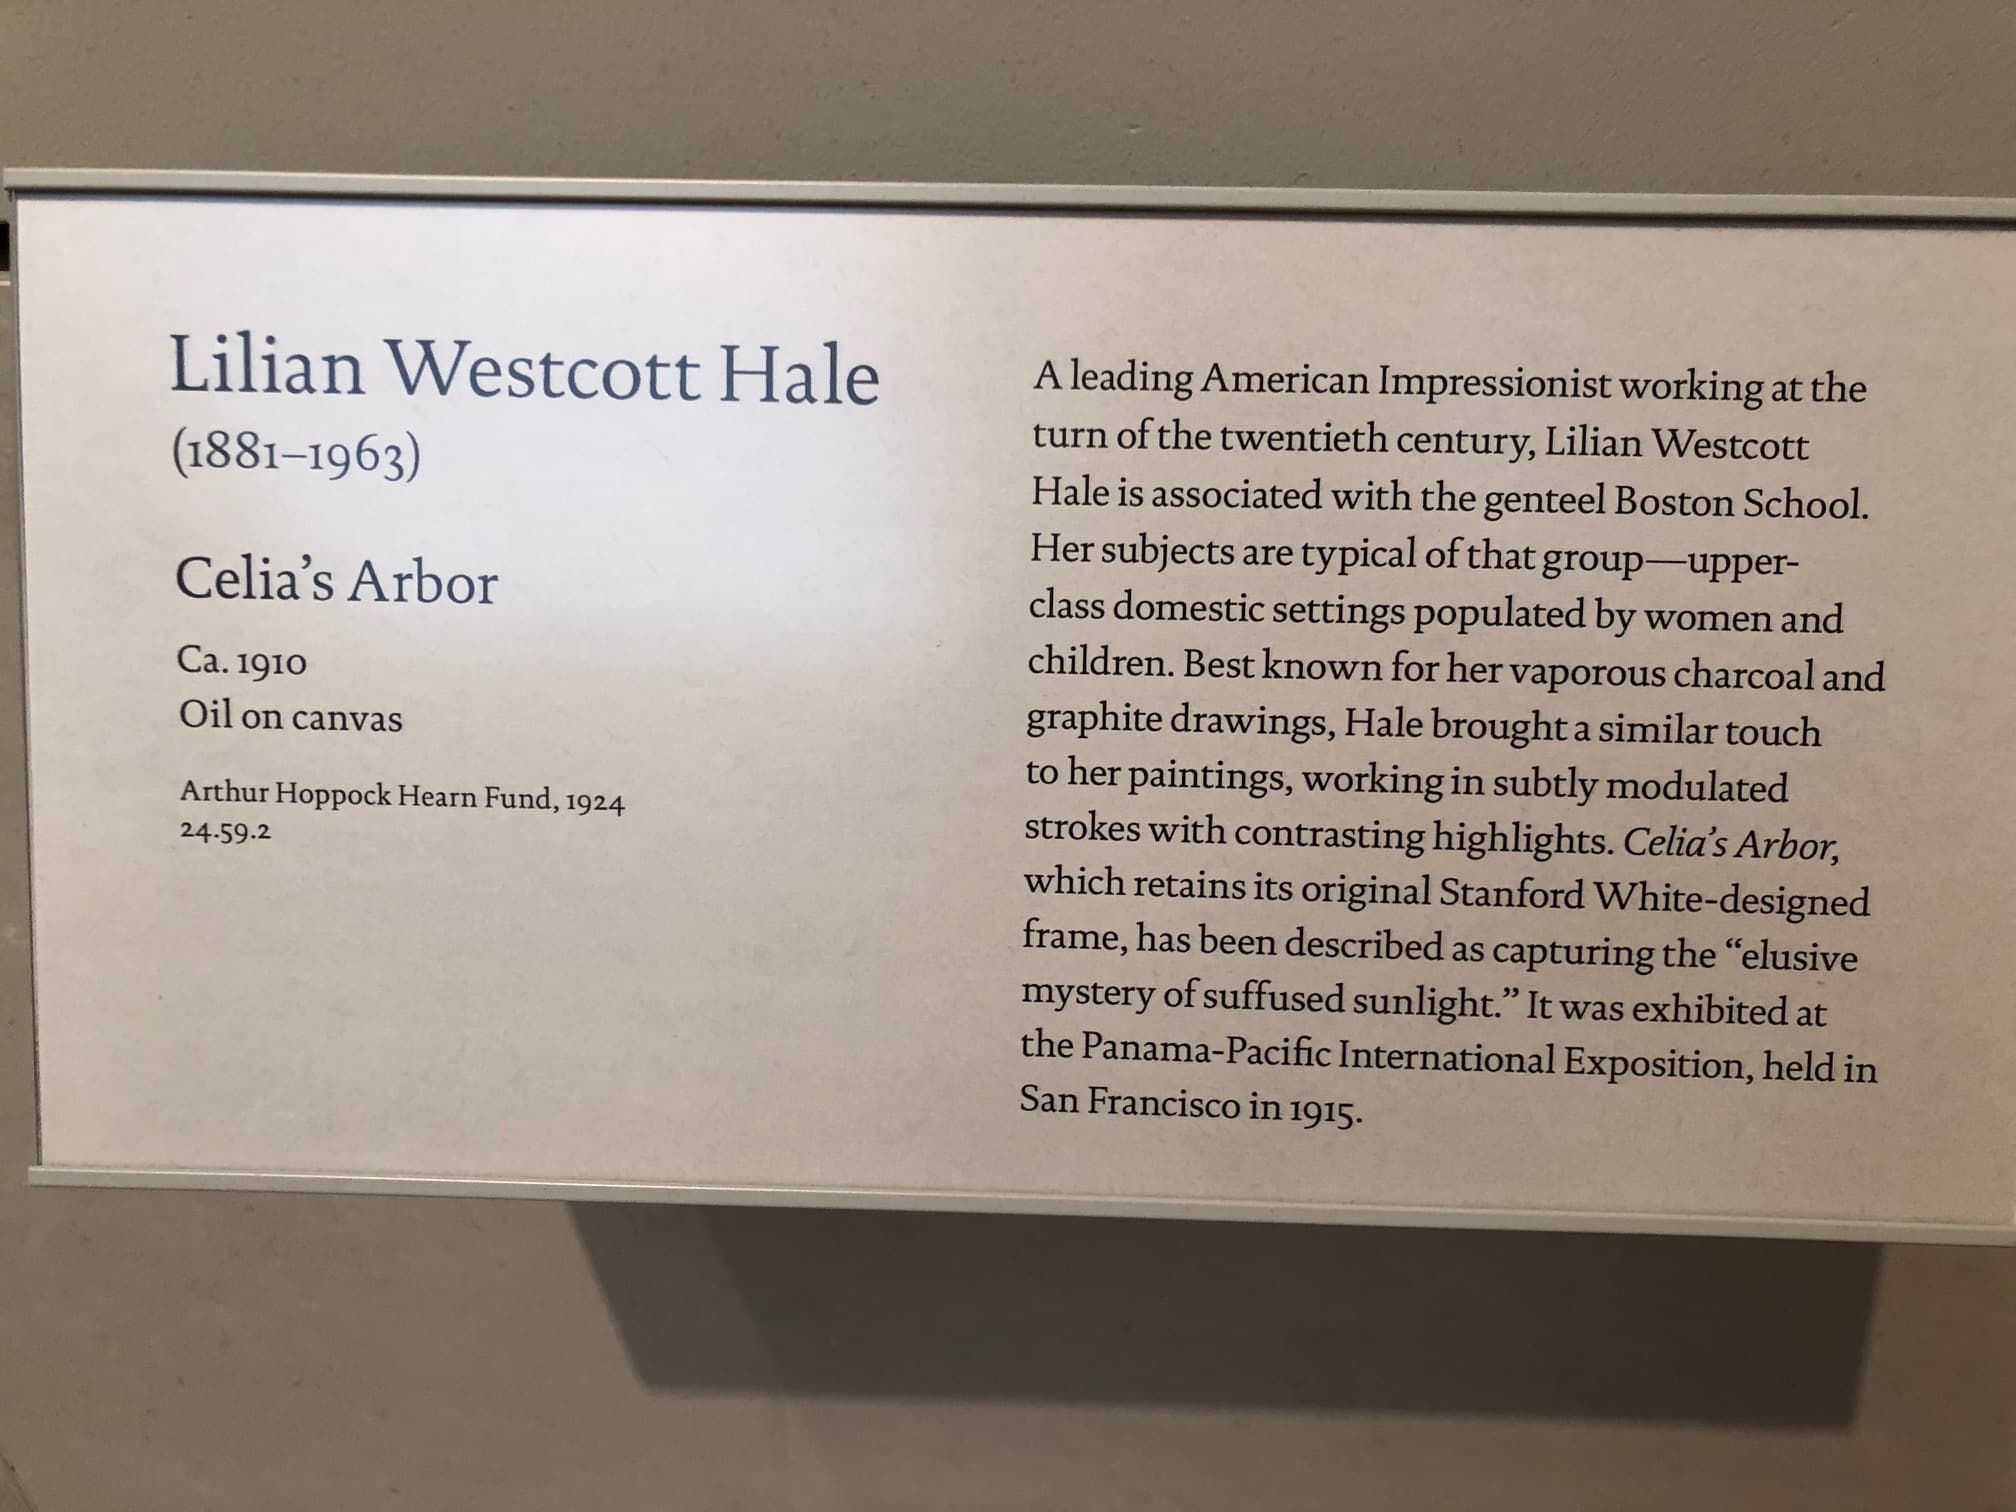 Lilian Westcott Hale
(1881–1963)
Celia’s Arbor
Ca. 1910
Oil on canvas
Arthur Hoppock Hearn Fund, 1924
24.59.2
A leading American Impressionist working at the
turn of the twentieth century, Lilian Westcott
Hale is associated with the genteel Boston School.
Her subjects are typical of that group—upper-
class domestic settings populated by women and
children. Best known for her vaporous charcoal and
graphite drawings, Hale brought a similar touch
to her paintings, working in subtly modulated
strokes with contrasting highlights. Celia’s Arbor,
which retains its original Stanford White-designed
frame, has been described as capturing the “elusive
mystery of suffused sunlight.” It was exhibited at
the Panama-Pacific International Exposition, held in
San Francisco in 1915.